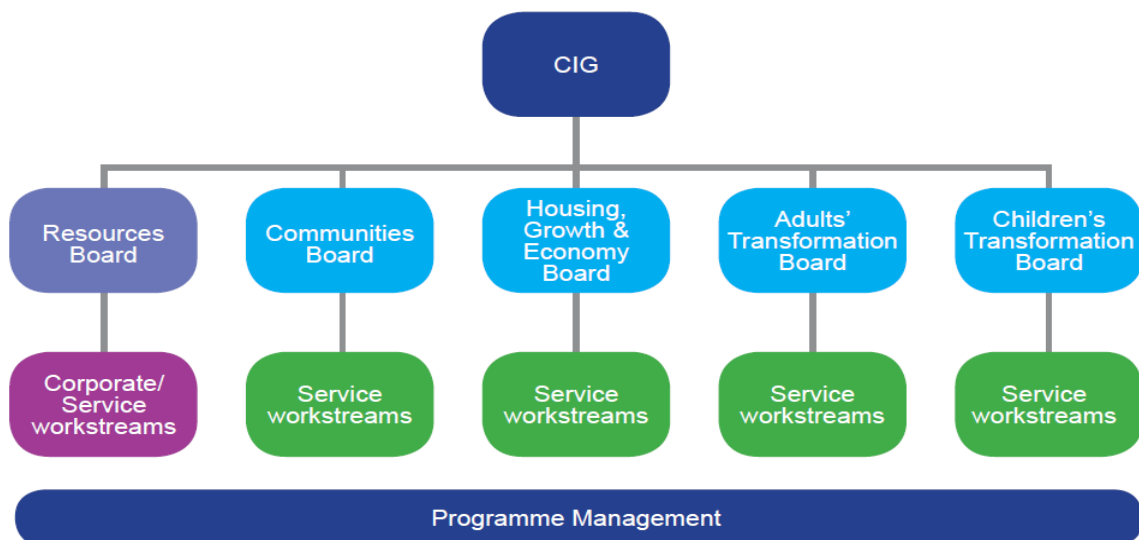 CIG
Resources
Board
Communities
Board
Housing,
Growth &
Economy
Board
Adults’
Transformation
Board
Children’s
Transformation
Board
Corporate/
Service
workstreams
Service
workstreams
Service
workstreams
Service
workstreams
Service
workstreams
Programme Management